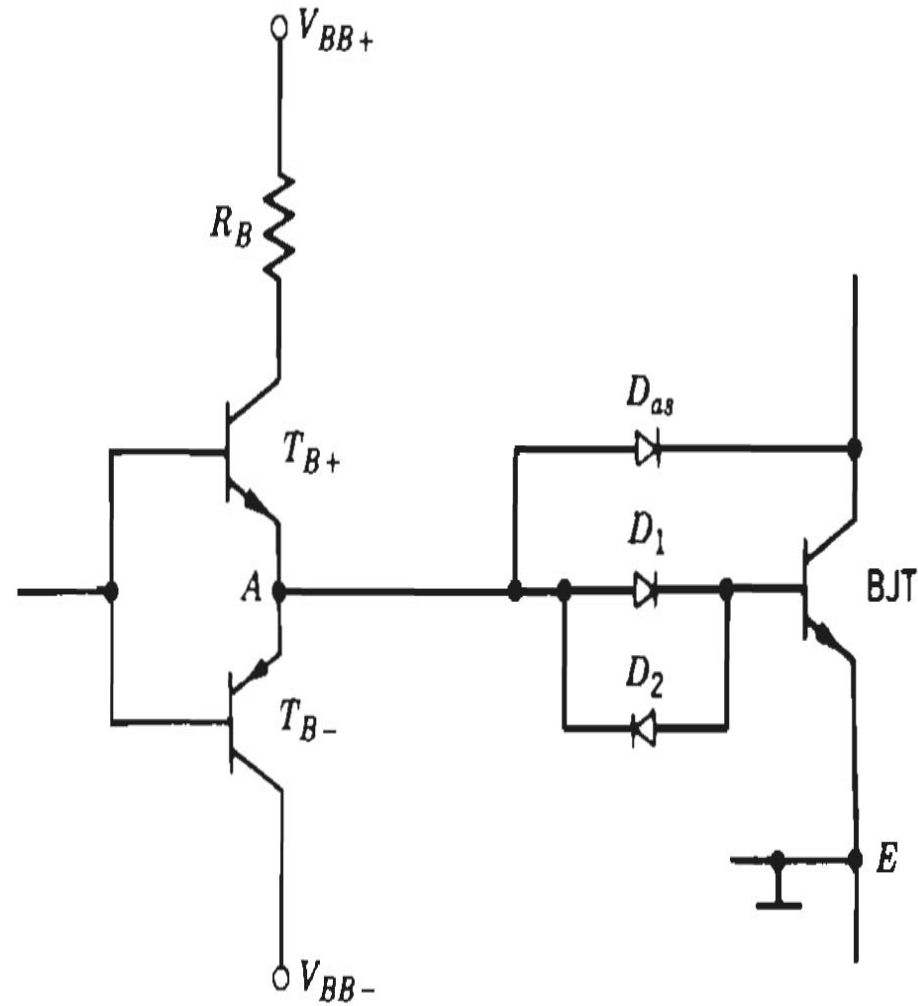 V_{BB+}
R_B
T_{B+}
D_{as}
D_1
A
BJT
D_2
T_{B-}
E
V_{BB-}